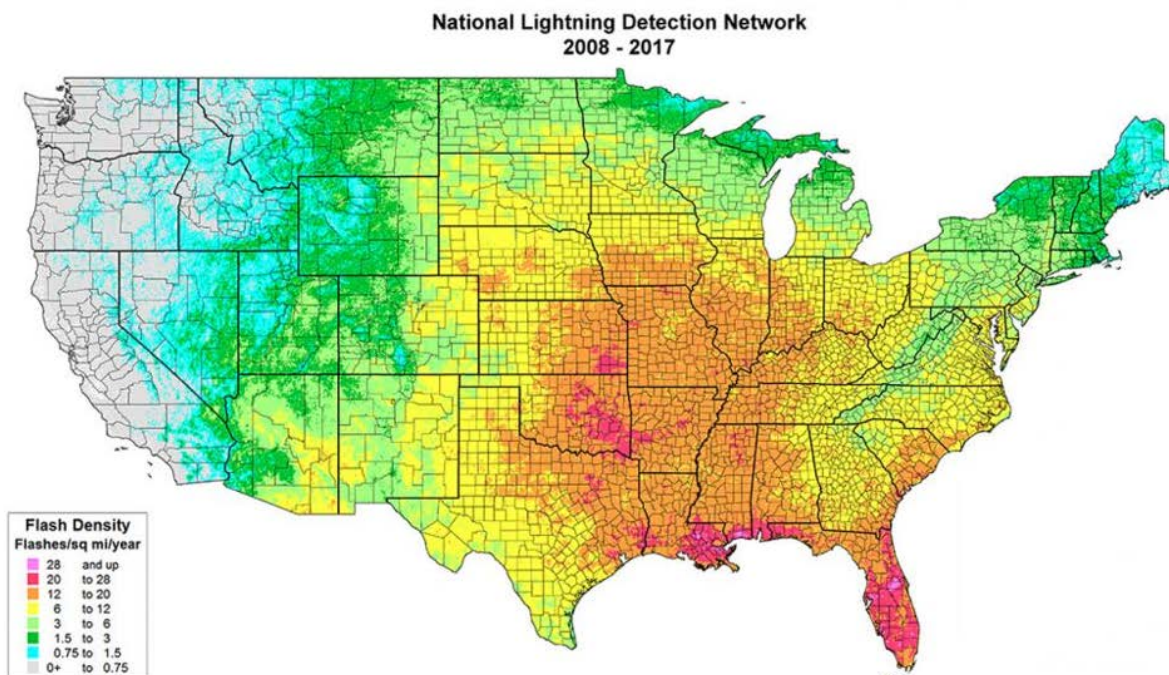 National Lightning Detection Network
2008 - 2017
Flash Density
Flashes/sq mi/year
28 and up
20 to 28
12 to 20
6 to 12
3 to 6
1.5 to 3
0.75 to 1.5
0+ to 0.75